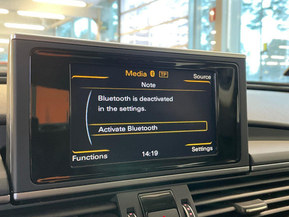 Media TP
Source
Note
Bluetooth is deactivated
in the settings.
Activate Bluetooth
Functions
14:19
Settings